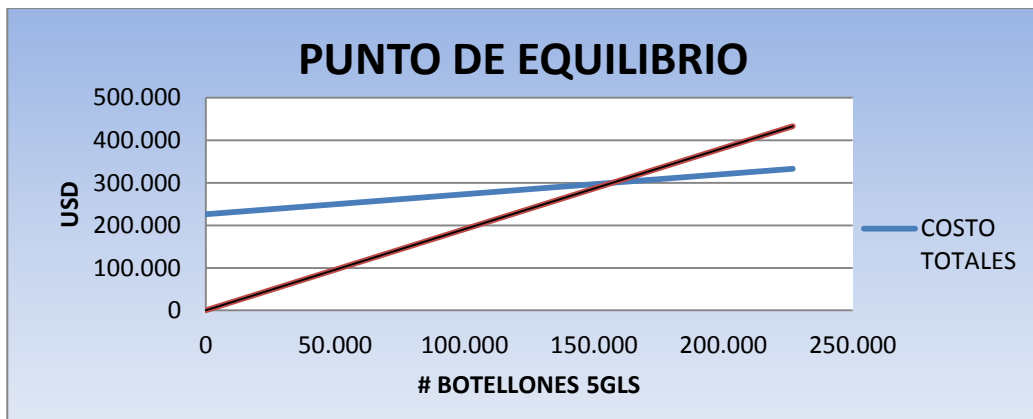 PUNTO DE EQUILIBRIO
500.000
400.000
300.000
200.000
100.000
0
USD
0 50.000 100.000 150.000 200.000 250.000
# BOTELLONES 5GLS
COSTO
TOTALES